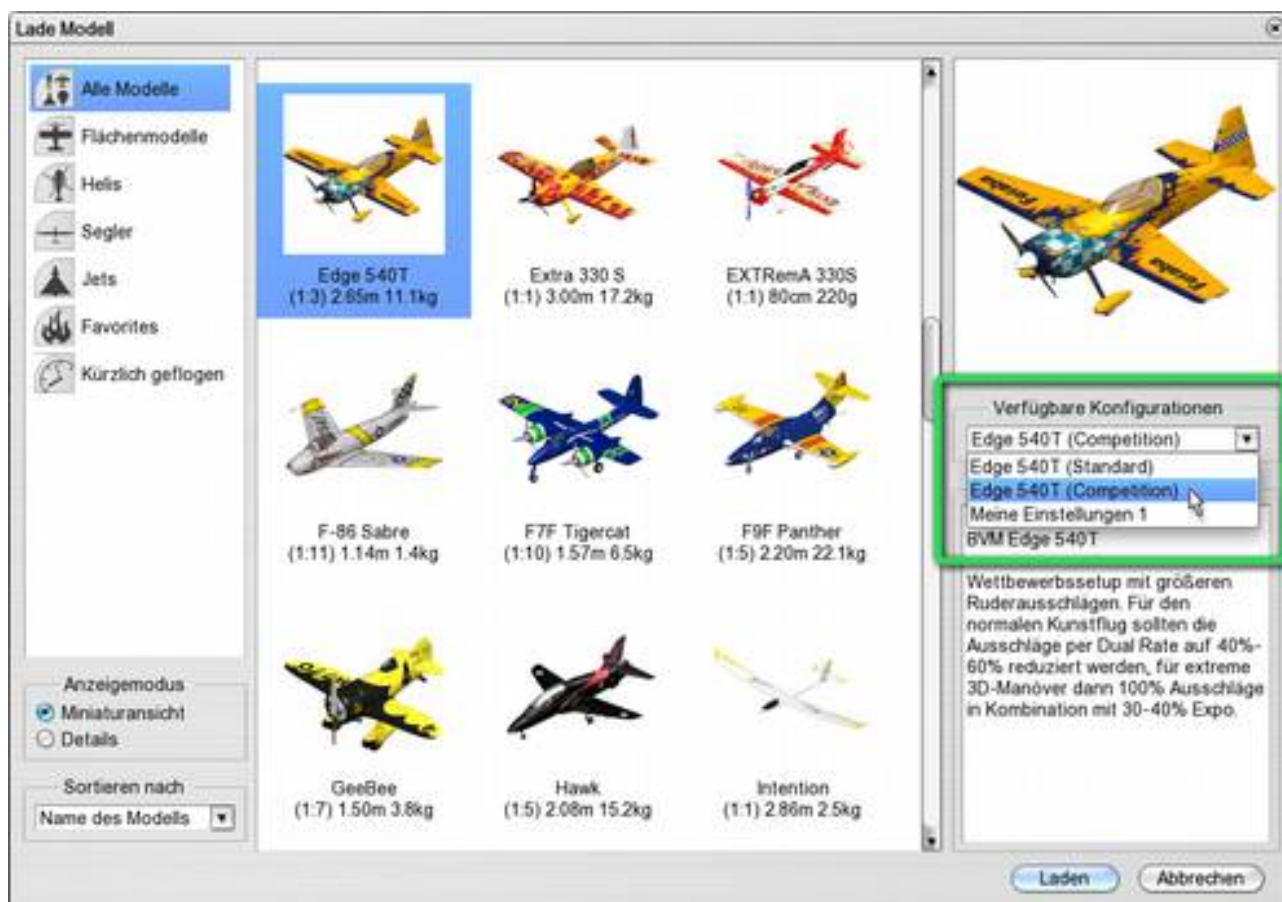 Lade Modell
Alle Modelle
Flächenmodelle
Helis
Segler
Jets
Favorites
Kürzlich geflogen
Anzeigemodus
Miniaturansicht
Details
Sortieren nach
Name des Modells
Edge 540T
(1:3) 2.65m 11.1kg
Extra 330 S
(1:1) 3.00m 17.2kg
EXTRemA 330S
(1:1) 80cm 220g
F-86 Sabre
(1:11) 1.14m 1.4kg
F7F Tigercat
(1:10) 1.57m 6.5kg
F9F Panther
(1:5) 2.20m 22.1kg
GeeBee
(1:7) 1.50m 3.8kg
Hawk
(1:5) 2.08m 15.2kg
Intention
(1:1) 2.86m 2.5kg
Verfügbare Konfigurationen
Edge 540T (Competition)
Edge 540T (Standard)
Edge 540T (Competition)
Meine Einstellungen 1
BVM Edge 540T
Wettbewerbssetup mit größeren
Ruderausschlägen. Für den
normalen Kunstflug sollten die
Ausschläge per Dual Rate auf 40%-
60% reduziert werden, für extreme
3D-Manöver dann 100% Ausschläge
in Kombination mit 30-40% Expo.
Laden
Abbrechen